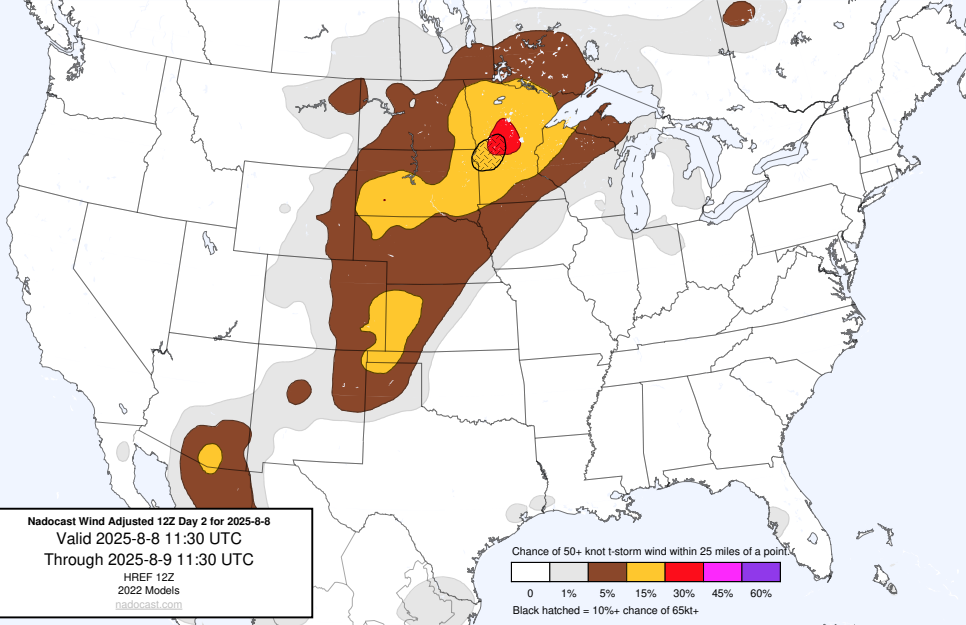 Nadocast Wind Adjusted 12Z Day 2 for 2025-8-8
Valid 2025-8-8 11:30 UTC
Through 2025-8-9 11:30 UTC
HREF 12Z
2022 Models
nadocast.com
Chance of 50+ knot t-storm wind within 25 miles of a point.
0 1% 5% 15% 30% 45% 60%
Black hatched = 10%+ chance of 65kt+